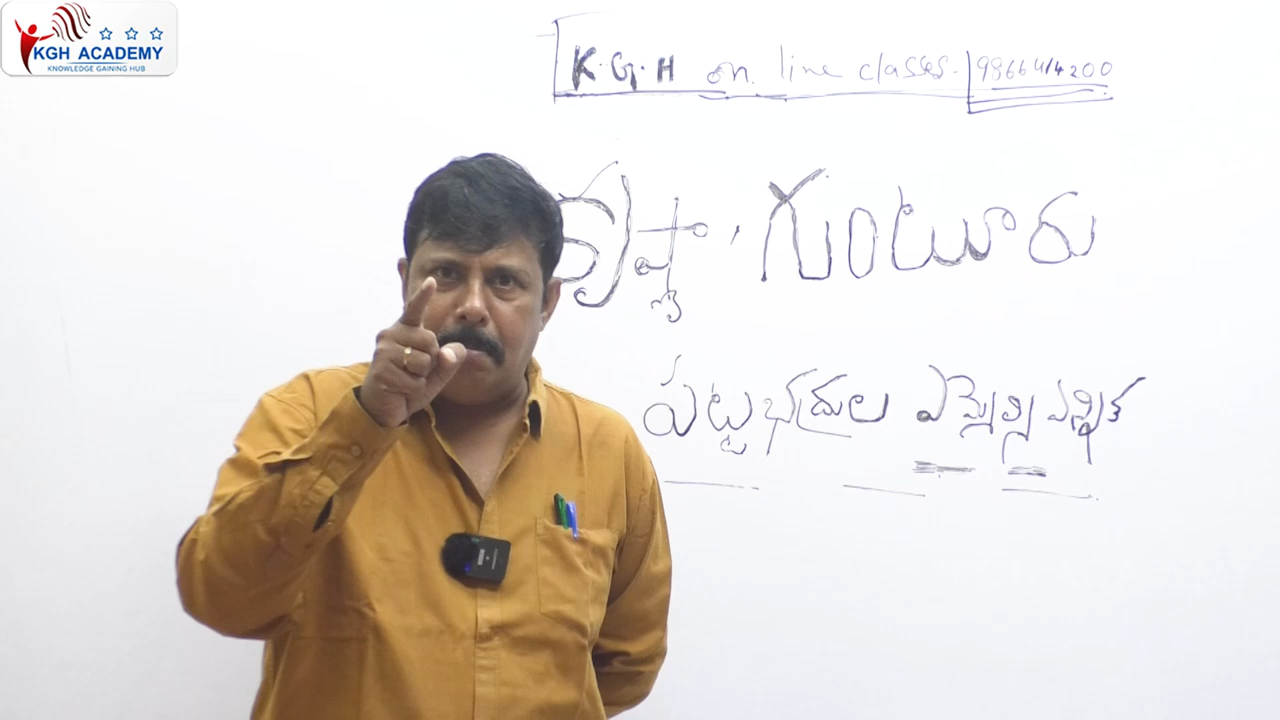 KGH ACADEMY
KNOWLEDGE GAINING HUB
K.G.H on line classes. 9866414200
కృష్ణా, గుంటూరు
పట్టభద్రుల ఎమ్మెల్సీ ఎన్నిక